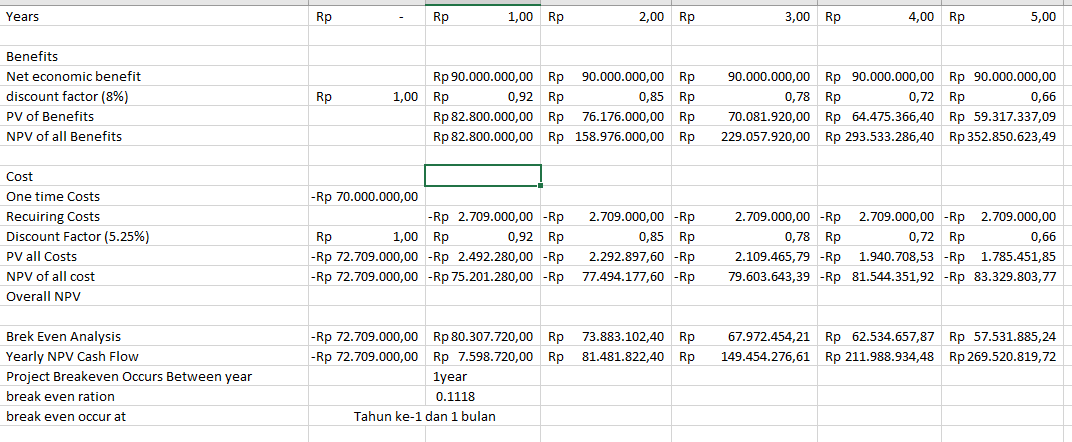 Years Rp - Rp 1,00 Rp 2,00 Rp 3,00 Rp 4,00 Rp 5,00
Benefits
Net economic benefit Rp 90.000.000,00 Rp 90.000.000,00 Rp 90.000.000,00 Rp 90.000.000,00 Rp 90.000.000,00
discount factor (8%) Rp 1,00 Rp 0,92 Rp 0,85 Rp 0,78 Rp 0,72 Rp 0,66
PV of Benefits Rp 82.800.000,00 Rp 76.176.000,00 Rp 70.081.920,00 Rp 64.475.366,40 Rp 59.317.337,09
NPV of all Benefits Rp 82.800.000,00 Rp 158.976.000,00 Rp 229.057.920,00 Rp 293.533.286,40 Rp 352.850.623,49
Cost
One time Costs -Rp 70.000.000,00
Recuiring Costs -Rp 2.709.000,00 -Rp 2.709.000,00 -Rp 2.709.000,00 -Rp 2.709.000,00 -Rp 2.709.000,00
Discount Factor (5.25%) Rp 1,00 Rp 0,92 Rp 0,85 Rp 0,78 Rp 0,72 Rp 0,66
PV all Costs -Rp 72.709.000,00 -Rp 2.492.280,00 -Rp 2.292.897,60 -Rp 2.109.465,79 -Rp 1.940.708,53 -Rp 1.785.451,85
NPV of all cost -Rp 72.709.000,00 -Rp 75.201.280,00 -Rp 77.494.177,60 -Rp 79.603.643,39 -Rp 81.544.351,92 -Rp 83.329.803,77
Overall NPV
Brek Even Analysis -Rp 72.709.000,00 Rp 80.307.720,00 Rp 73.883.102,40 Rp 67.972.454,21 Rp 62.534.657,87 Rp 57.531.885,24
Yearly NPV Cash Flow -Rp 72.709.000,00 Rp 7.598.720,00 Rp 81.481.822,40 Rp 149.454.276,61 Rp 211.988.934,48 Rp 269.520.819,72
Project Breakeven Occurs Between year 1year
break even ration 0.1118
break even occur at Tahun ke-1 dan 1 bulan